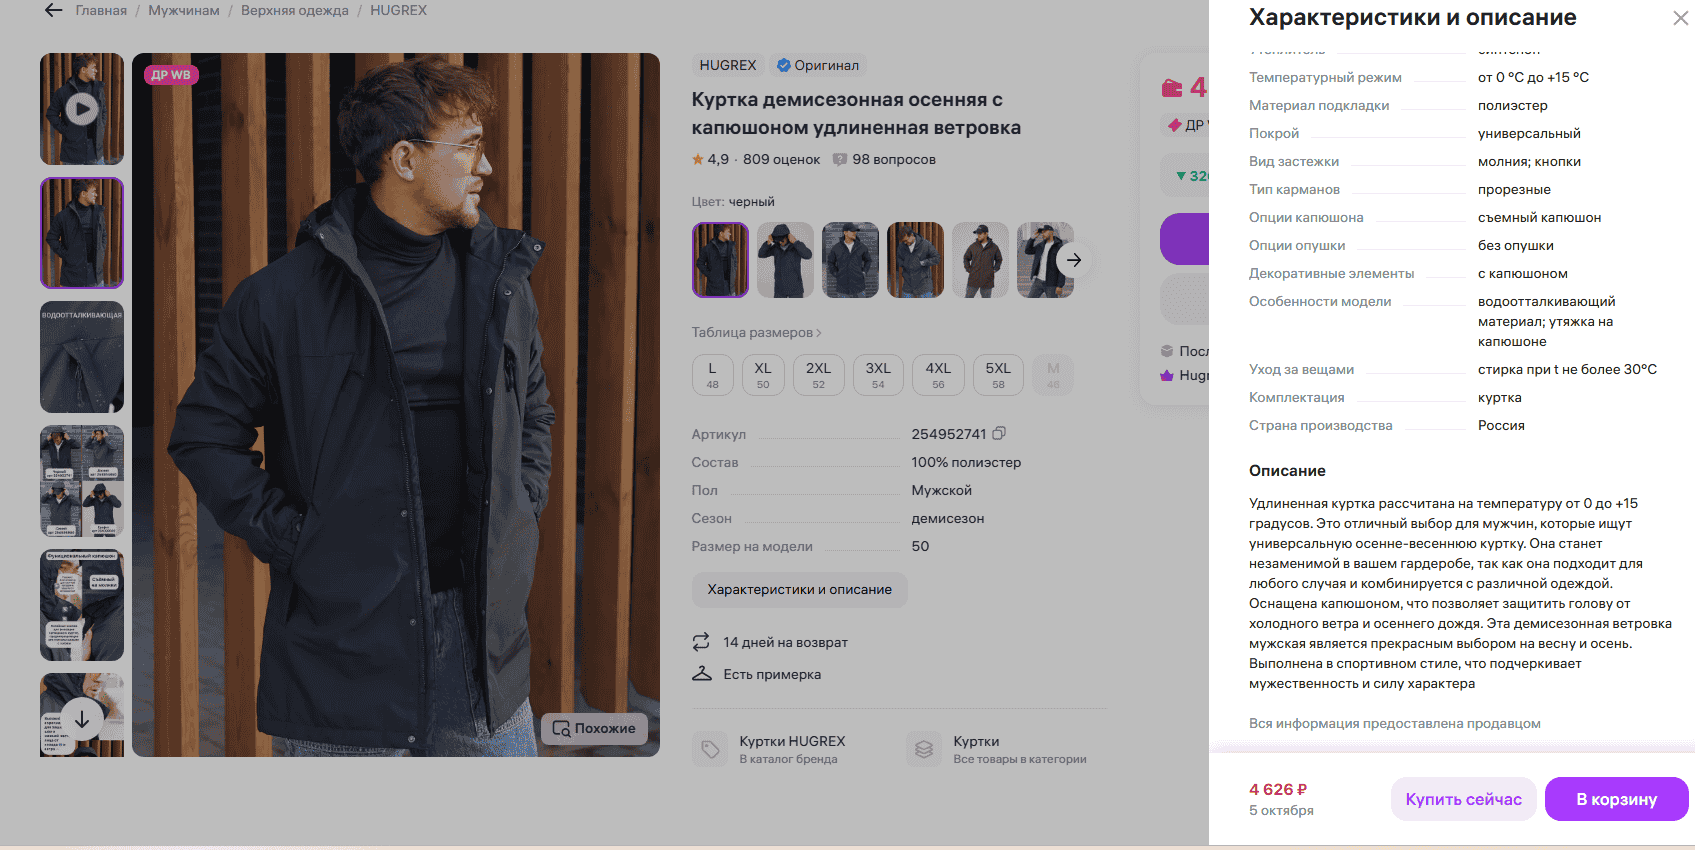 Главная / Мужчинам / Верхняя одежда / HUGREX
ДР WB
ВОДООТТАЛКИВАЮЩАЯ
Функциональный капюшон
Похожие
HUGREX
Оригинал
Куртка демисезонная осенняя с
капюшоном удлиненная ветровка
4,9 · 809 оценок
98 вопросов
Цвет: черный
Таблица размеров
L XL 2XL 3XL 4XL 5XL M
48 50 52 54 56 58 46
Артикул 254952741
Состав 100% полиэстер
Пол Мужской
Сезон демисезон
Размер на модели 50
Характеристики и описание
14 дней на возврат
Есть примерка
Куртки HUGREX
В каталог бренда
Куртки
Все товары в категории
4
ДР
32
Посл
Hugr
Характеристики и описание
Температурный режим от 0 °C до +15 °C
Материал подкладки полиэстер
Покрой универсальный
Вид застежки молния; кнопки
Тип карманов прорезные
Опции капюшона съемный капюшон
Опции опушки без опушки
Декоративные элементы с капюшоном
Особенности модели водоотталкивающий
материал; утяжка на
капюшоне
Уход за вещами стирка при t не более 30°C
Комплектация куртка
Страна производства Россия
Описание
Удлиненная куртка рассчитана на температуру от 0 до +15
градусов. Это отличный выбор для мужчин, которые ищут
универсальную осенне-весеннюю куртку. Она станет
незаменимой в вашем гардеробе, так как она подходит для
любого случая и комбинируется с различной одеждой.
Оснащена капюшоном, что позволяет защитить голову от
холодного ветра и осеннего дождя. Эта демисезонная ветровка
мужская является прекрасным выбором на весну и осень.
Выполнена в спортивном стиле, что подчеркивает
мужественность и силу характера
Вся информация предоставлена продавцом
4 626 ₽
5 октября
Купить сейчас
В корзину